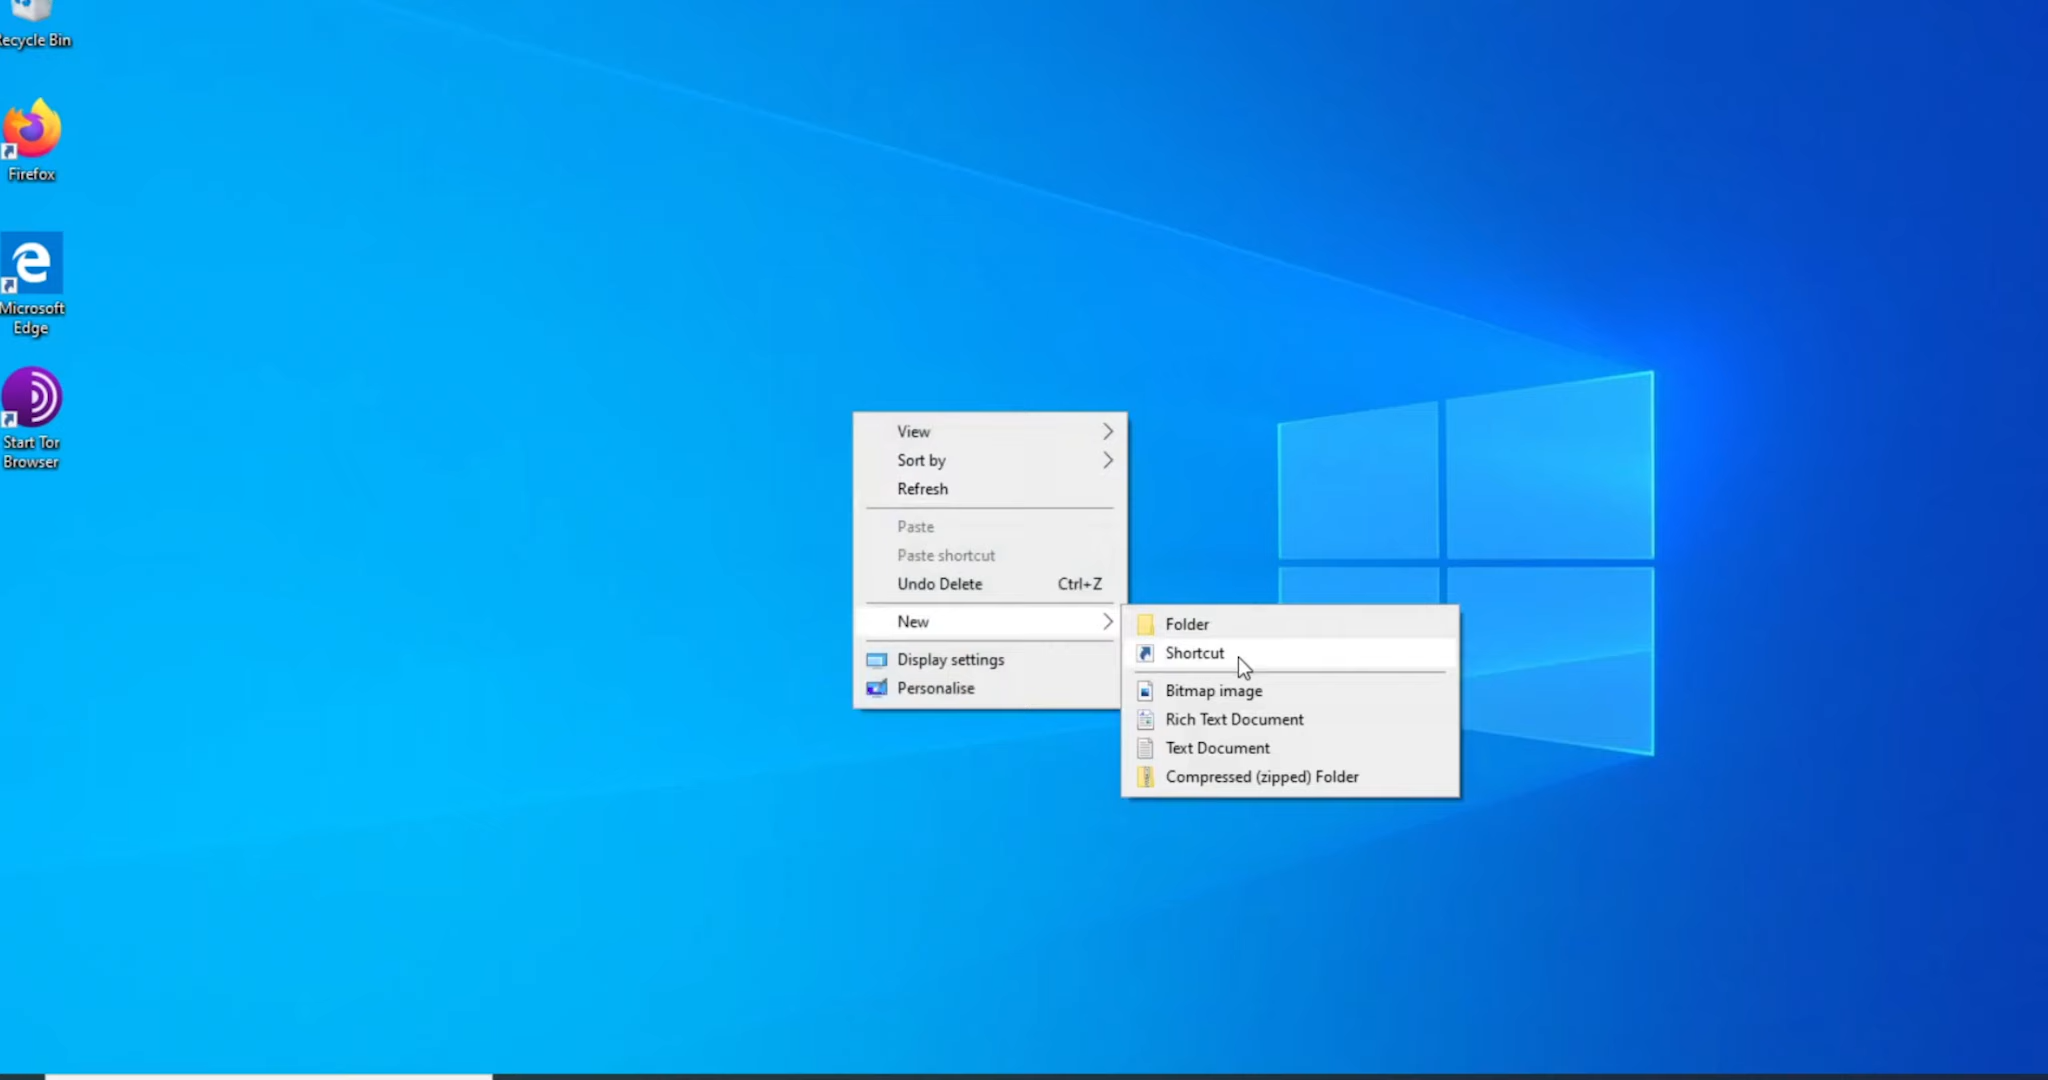 Recycle Bin
Firefox
Microsoft
Edge
Start Tor
Browser
View
Sort by
Refresh
Paste
Paste shortcut
Undo Delete Ctrl+Z
New
Display settings
Personalise
Folder
Shortcut
Bitmap image
Rich Text Document
Text Document
Compressed (zipped) Folder